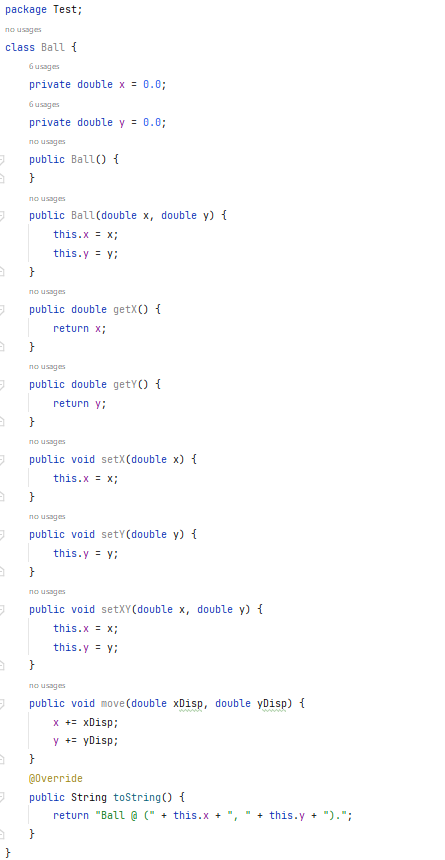 package Test;
no usages
class Ball {
6 usages
private double x = 0.0;
6 usages
private double y = 0.0;
no usages
public Ball() {
}
no usages
public Ball(double x, double y) {
this.x = x;
this.y = y;
}
no usages
public double getX() {
return x;
}
no usages
public double getY() {
return y;
}
no usages
public void setX(double x) {
this.x = x;
}
no usages
public void setY(double y) {
this.y = y;
}
no usages
public void setXY(double x, double y) {
this.x = x;
this.y = y;
}
no usages
public void move(double xDisp, double yDisp) {
x += xDisp;
y += yDisp;
}
@Override
public String toString() {
return "Ball @ (" + this.x + ", " + this.y + ").";
}
}